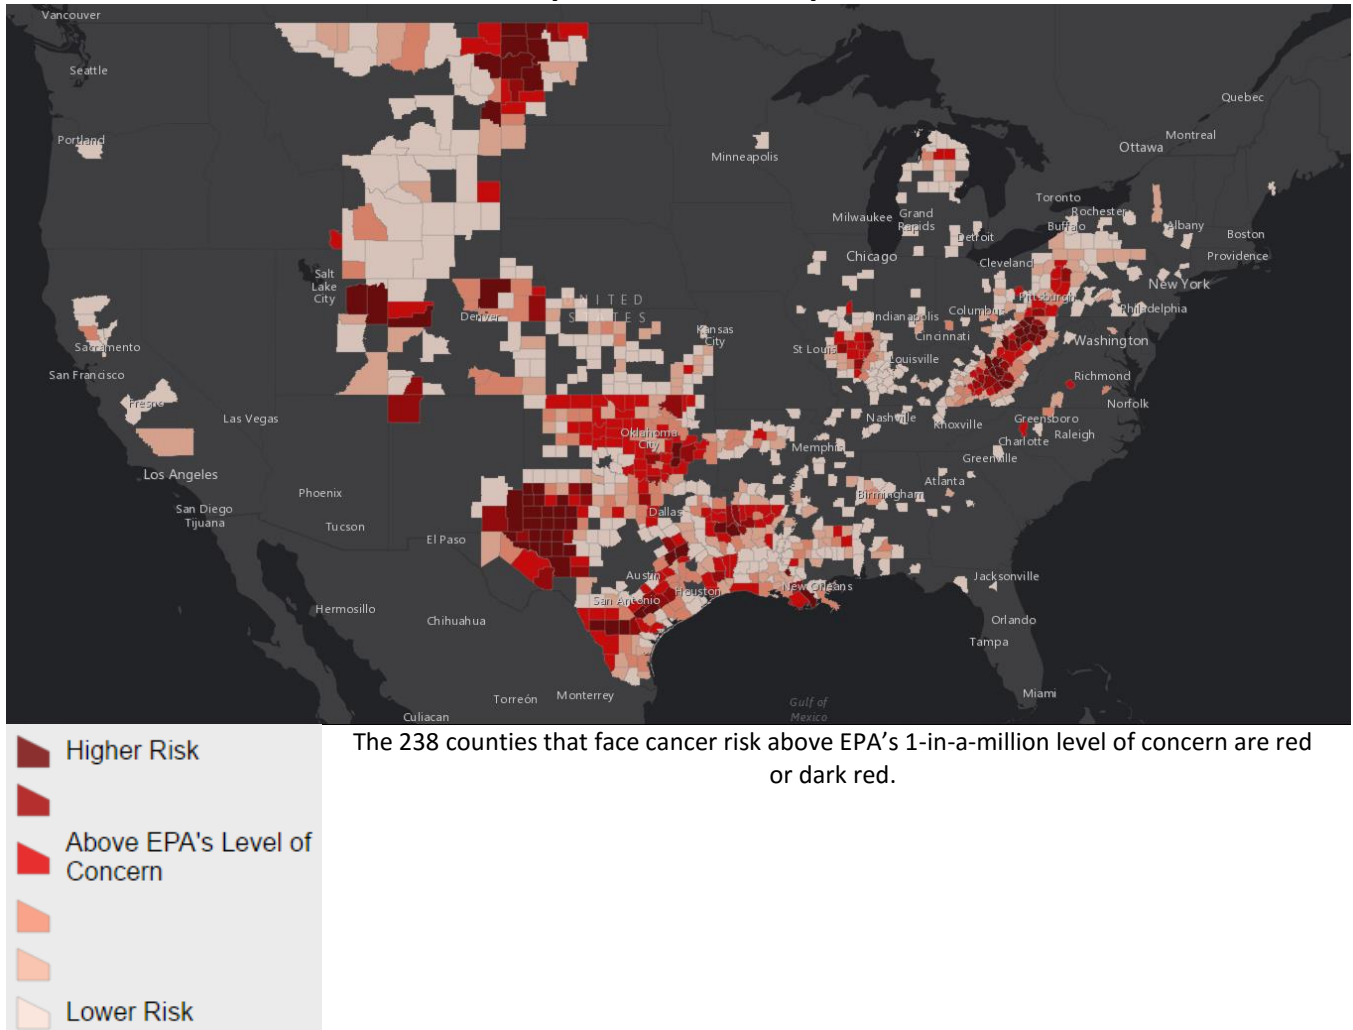 Vancouver
Seattle
Portland
Quebec
Montreal
Ottawa
Minneapolis
Toronto
Rochester
Milwaukee
Grand
Rapids
Buffalo
Albany
Detroit
Boston
Chicago
Cleveland
Providence
Salt
Lake
City
New York
Pittsburgh
UNITED
STATES
Denver
Indianapolis
Columbus
Philadelphia
Kansas
City
Cincinnati
Sacramento
St Louis
Washington
San Francisco
Louisville
Richmond
Fresno
Norfolk
Las Vegas
Nashville
Knoxville
Greensboro
Oklahoma
City
Charlotte
Raleigh
Memphis
Greenville
Los Angeles
Atlanta
Phoenix
Birmingham
San Diego
Tijuana
Dallas
Tucson
El Paso
Austin
Jacksonville
Houston
New Orleans
San Antonio
Hermosillo
Chihuahua
Orlando
Tampa
Torreón
Monterrey
Miami
Gulf of
Mexico
Culiacan
The 238 counties that face cancer risk above EPA's 1-in-a-million level of concern are red
or dark red.
Higher Risk
Above EPA's Level of
Concern
Lower Risk